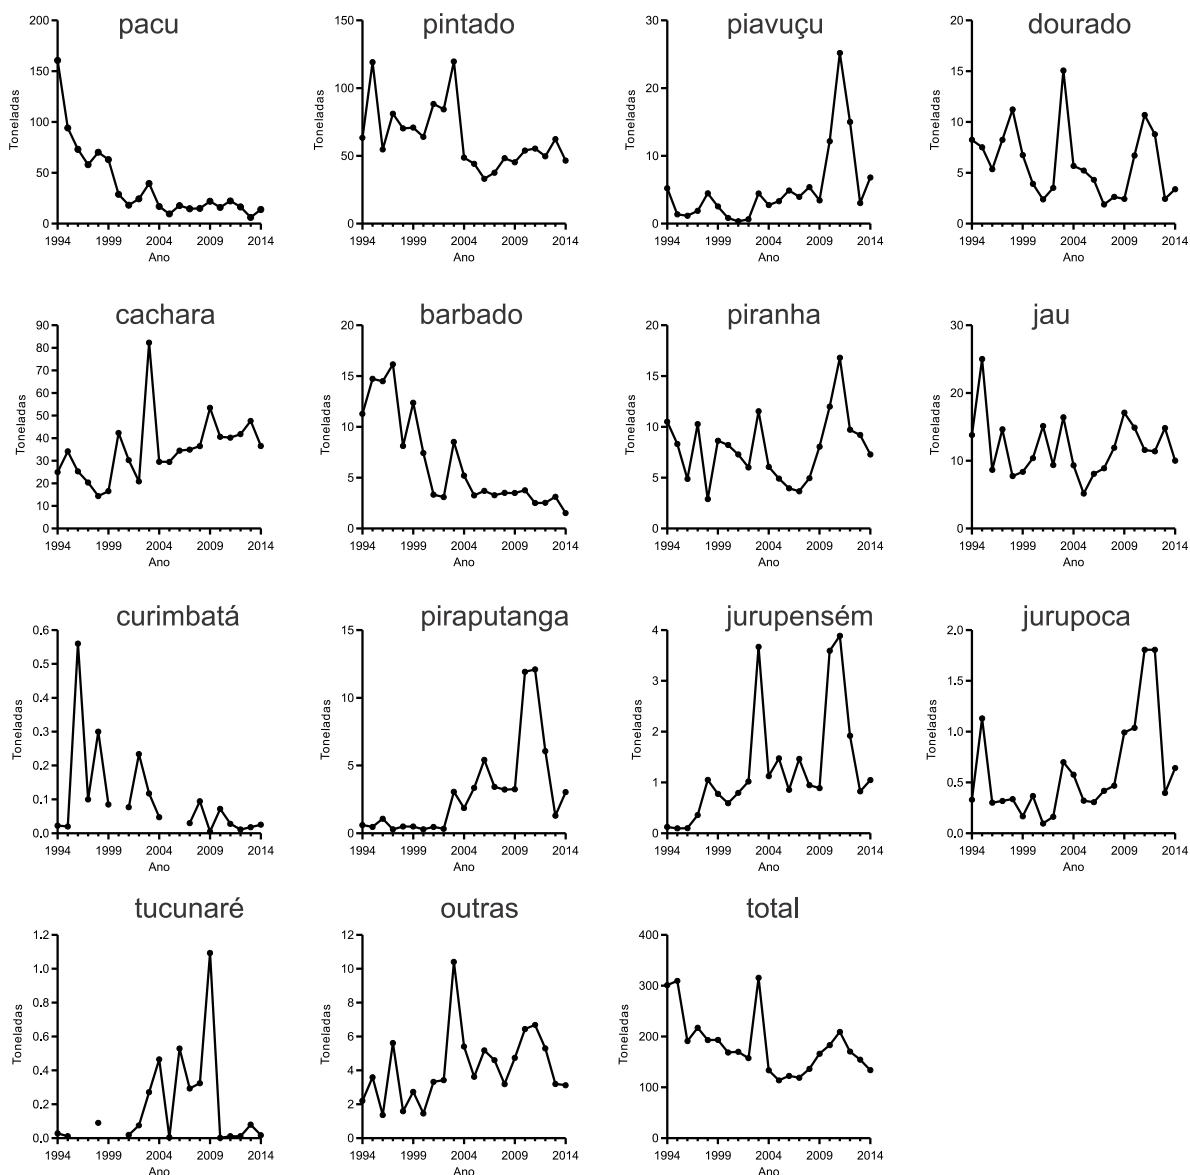 pacu
200
150
100
50
0
Toneladas
1994 1999 2004 2009 2014
Ano
pintado
150
100
50
0
Toneladas
1994 1999 2004 2009 2014
Ano
piavuçu
30
20
10
0
Toneladas
1994 1999 2004 2009 2014
Ano
dourado
20
15
10
5
0
Toneladas
1994 1999 2004 2009 2014
Ano
cachara
90
80
70
60
50
40
30
20
10
0
Toneladas
1994 1999 2004 2009 2014
Ano
barbado
20
15
10
5
0
Toneladas
1994 1999 2004 2009 2014
Ano
piranha
20
15
10
5
0
Toneladas
1994 1999 2004 2009 2014
Ano
jau
30
20
10
0
Toneladas
1994 1999 2004 2009 2014
Ano
curimbatá
0.6
0.5
0.4
0.3
0.2
0.1
0.0
Toneladas
1994 1999 2004 2009 2014
Ano
piraputanga
15
10
5
0
Toneladas
1994 1999 2004 2009 2014
Ano
jurupensém
4
3
2
1
0
Toneladas
1994 1999 2004 2009 2014
Ano
jurupoca
2.0
1.5
1.0
0.5
0.0
Toneladas
1994 1999 2004 2009 2014
Ano
tucunaré
1.2
1.0
0.8
0.6
0.4
0.2
0.0
Toneladas
1994 1999 2004 2009 2014
Ano
outras
12
10
8
6
4
2
0
Toneladas
1994 1999 2004 2009 2014
Ano
total
400
300
200
100
0
Toneladas
1994 1999 2004 2009 2014
Ano